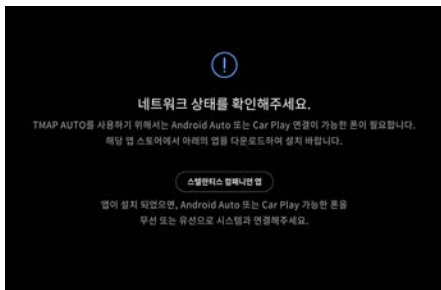 네트워크 상태를 확인해주세요.
TMAP AUTO를 사용하기 위해서는 Android Auto 또는 Car Play 연결이 가능한 폰이 필요합니다.
해당 앱 스토어에서 아래의 앱을 다운로드하여 설치 바랍니다.
스텔란티스 컴패니언 앱
앱이 설치 되었으면, Android Auto 또는 Car Play 가능한 폰을
무선 또는 유선으로 시스템과 연결해주세요.